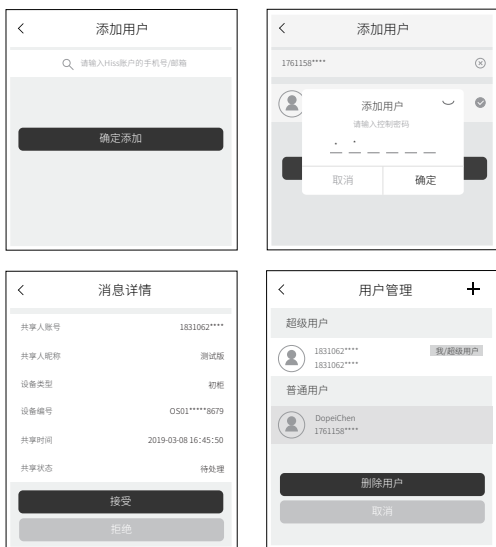 添加用户
请输入Hiss账户的手机号/邮箱
确定添加
添加用户
1761158****
添加用户
请输入控制密码
取消
确定
消息详情
共享人账号 1831062****
共享人昵称 测试版
设备类型 初柜
设备编号 OS01*****8679
共享时间 2019-03-08 16:45:50
共享状态 待处理
接受
拒绝
用户管理
超级用户
1831062****
我/超级用户
1831062****
普通用户
DopeiChen
1761158****
删除用户
取消